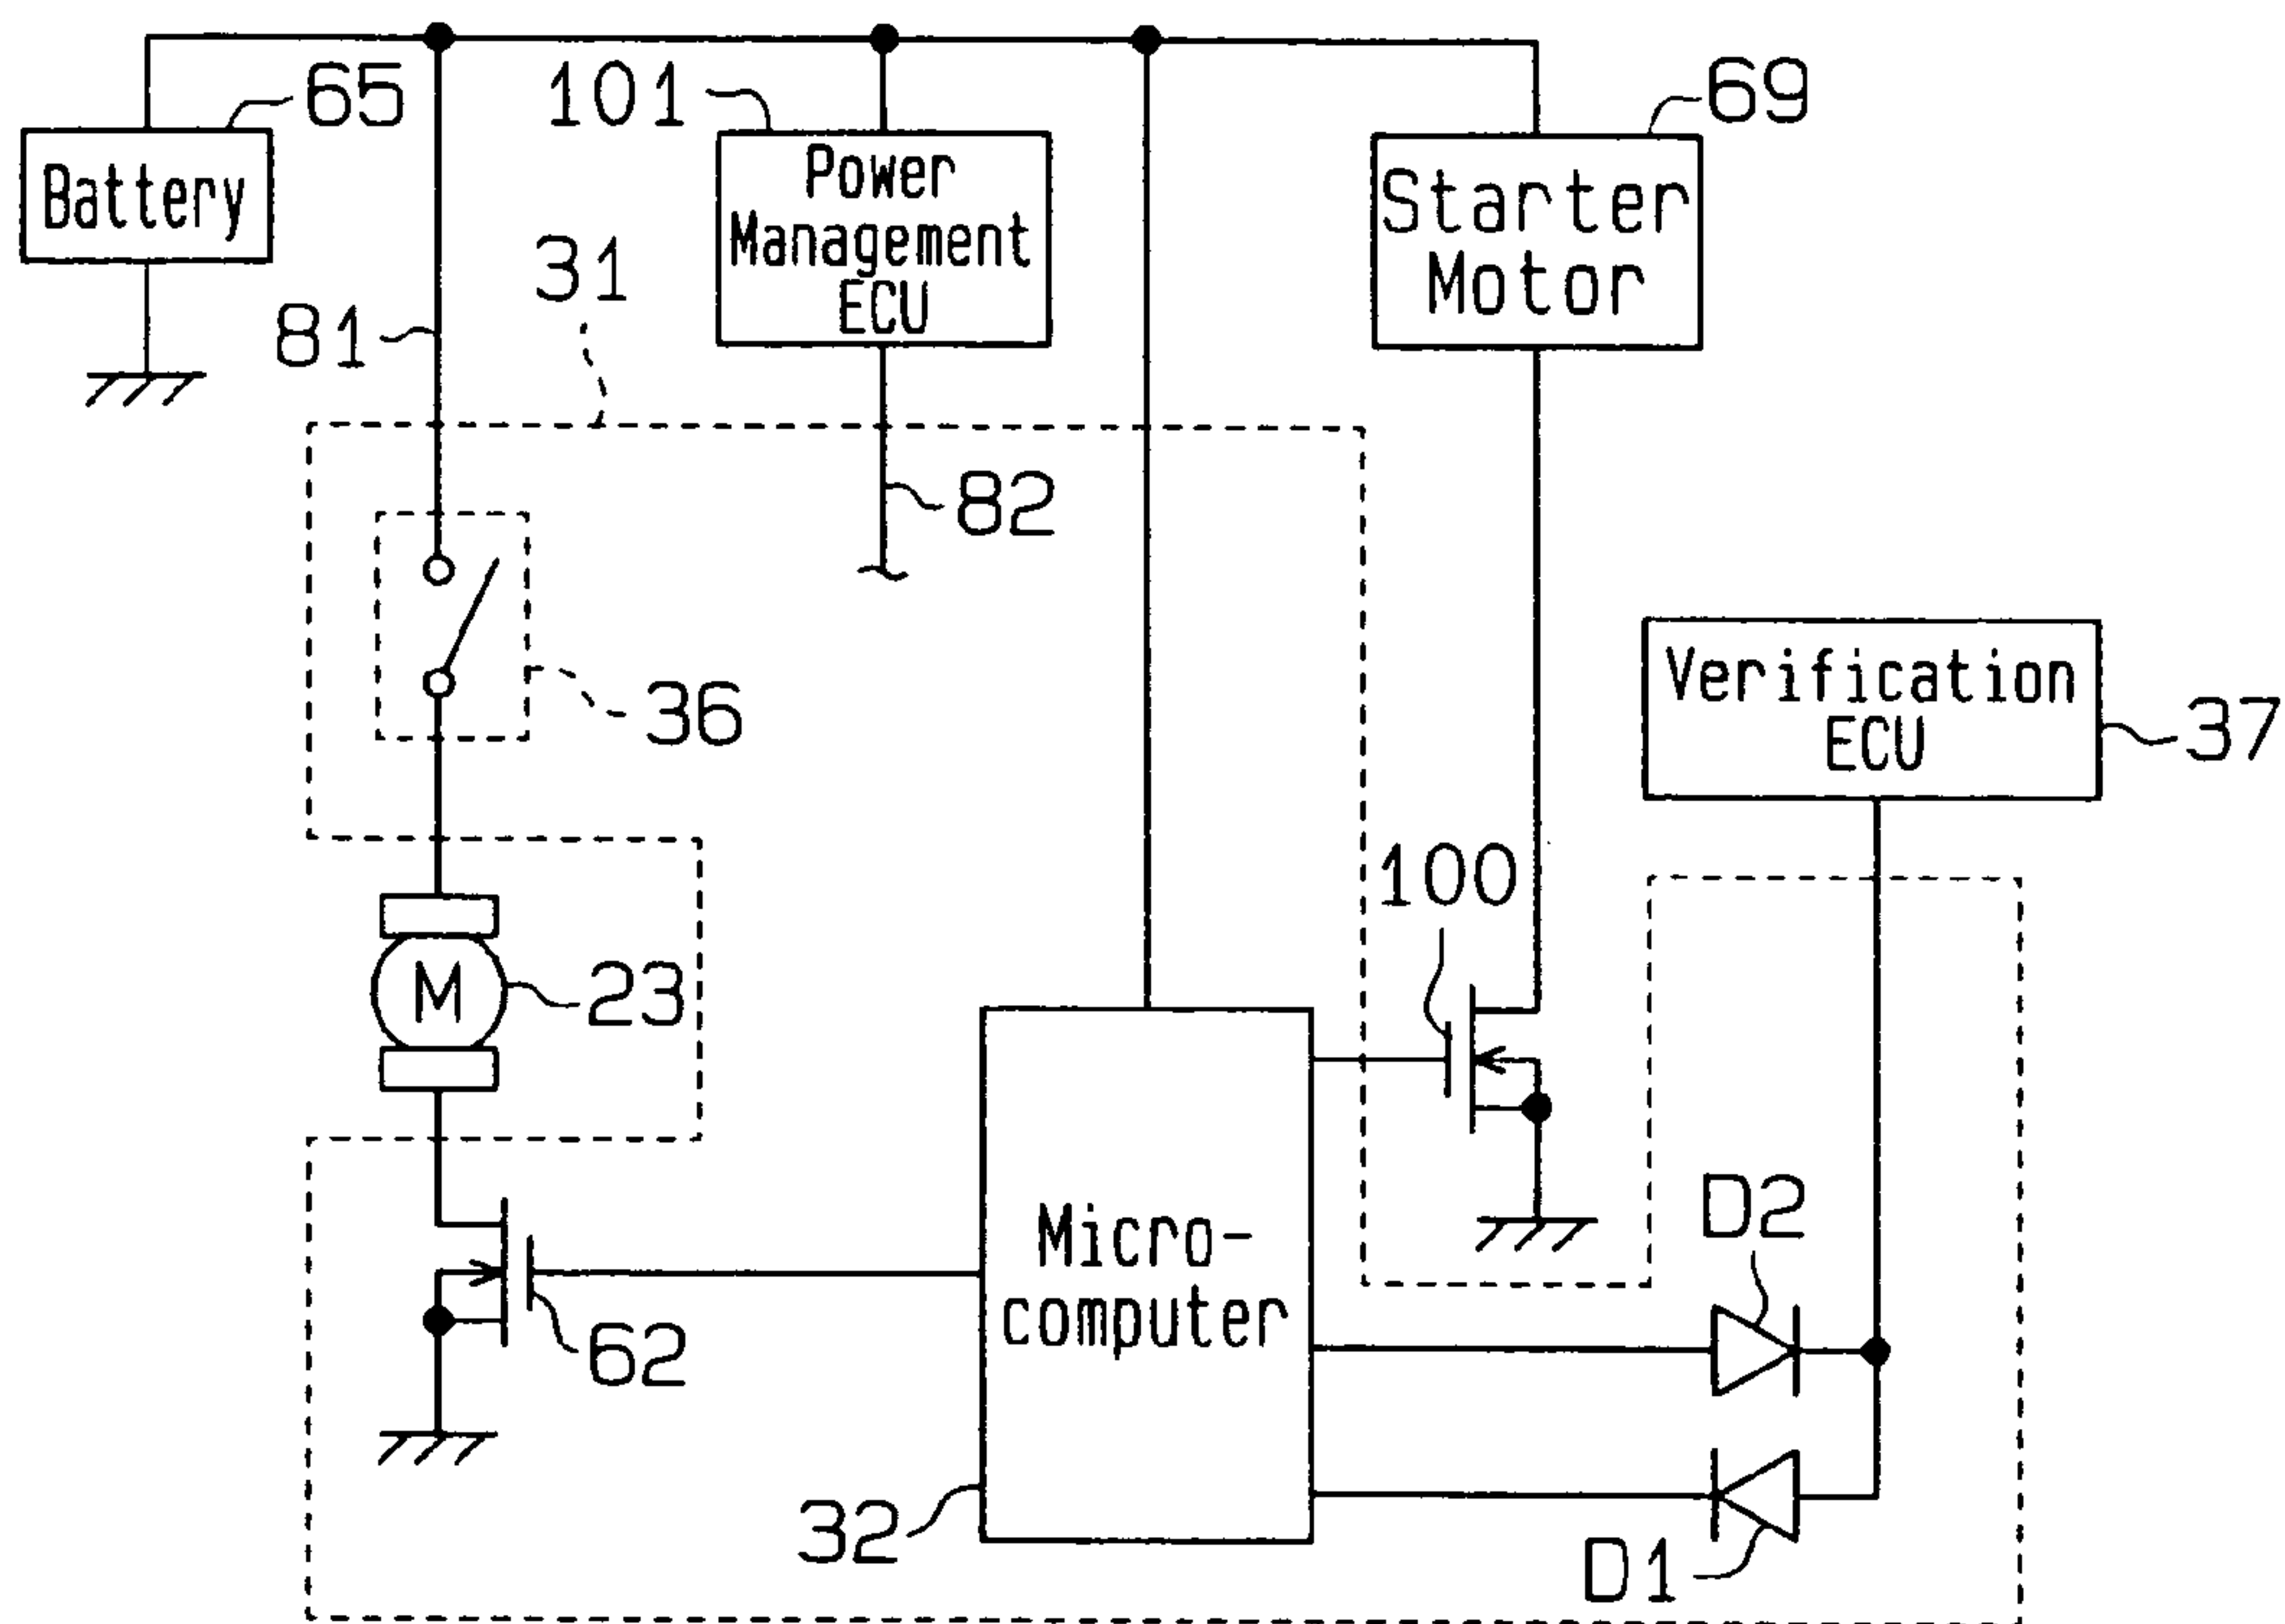 65
101
69
Battery
Power
Management
ECU
Starter
Motor
31
81
82
36
Verification
ECU
37
100
M
23
D2
Micro-
computer
62
32
D1